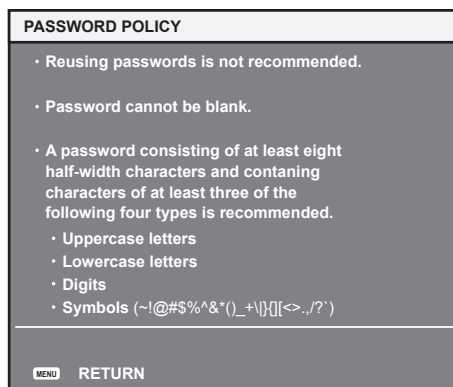 PASSWORD POLICY
・Reusing passwords is not recommended.
・Password cannot be blank.
・A password consisting of at least eight
half-width characters and contaning
characters of at least three of the
following four types is recommended.
・Uppercase letters
・Lowercase letters
・Digits
・Symbols (~!@#$%^&*()_+\|}{][<>.,/?`)
MENU RETURN